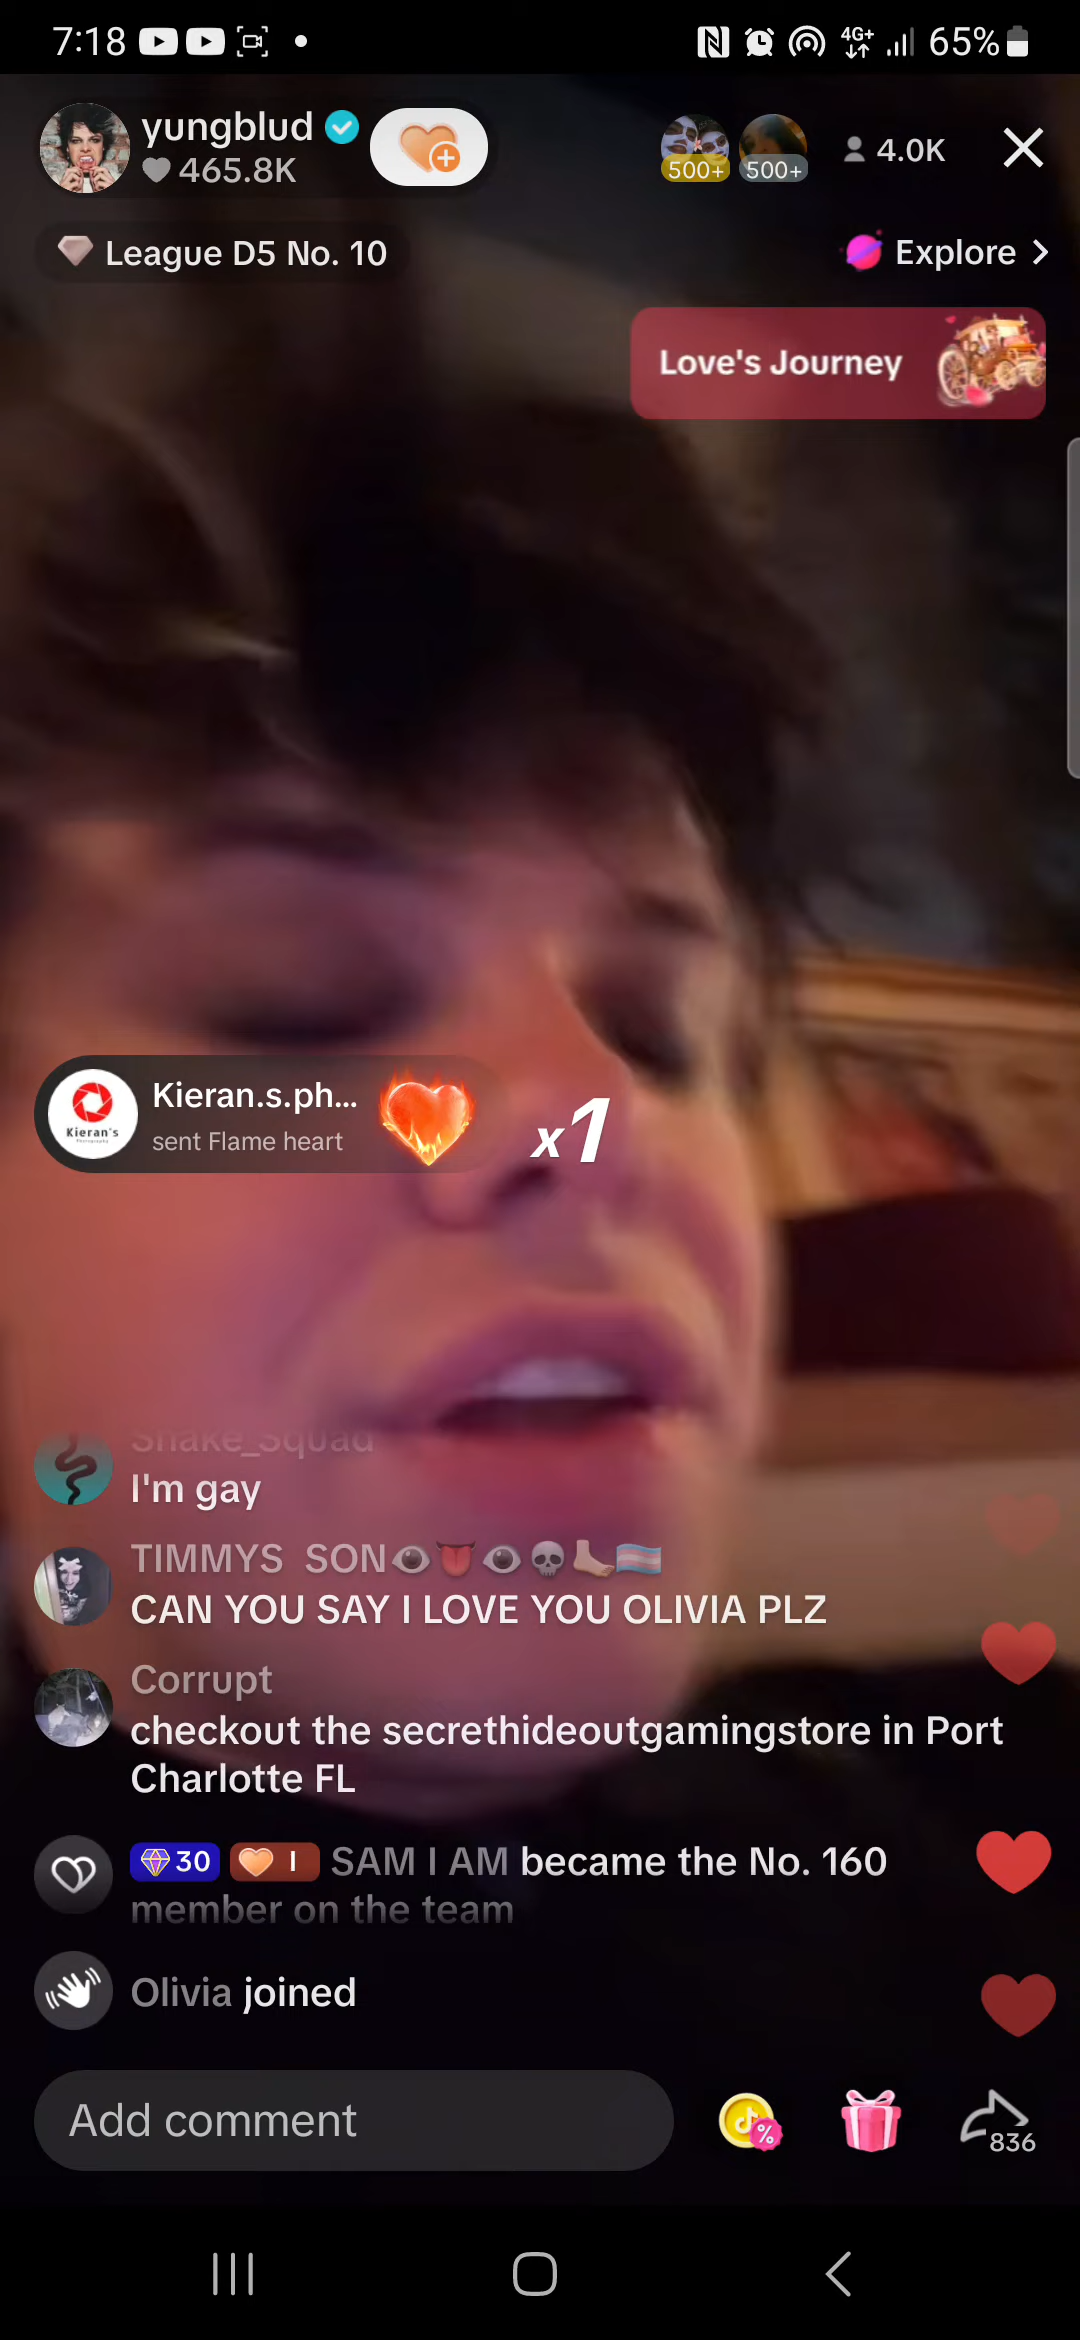 7:18
4G+
65%
yungblud
465.8K
500+
500+
4.0K
League D5 No. 10
Explore
Love's Journey
Kieran's
Kieran.s.ph...
sent Flame heart
x1
Snake_Squad
I'm gay
TIMMYS SON👁👅👁💀🦶🏼🏳️‍⚧️
CAN YOU SAY I LOVE YOU OLIVIA PLZ
Corrupt
checkout the secrethideoutgamingstore in Port
Charlotte FL
30 I SAM I AM became the No. 160
member on the team
Olivia joined
Add comment
%
836